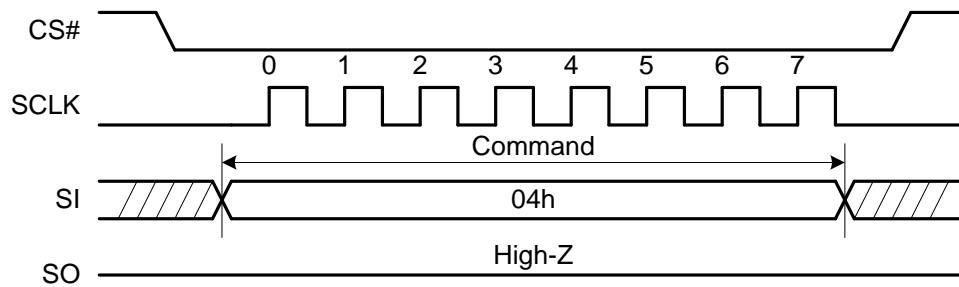 CS#
0 1 2 3 4 5 6 7
SCLK
Command
SI 04h
High-Z
SO